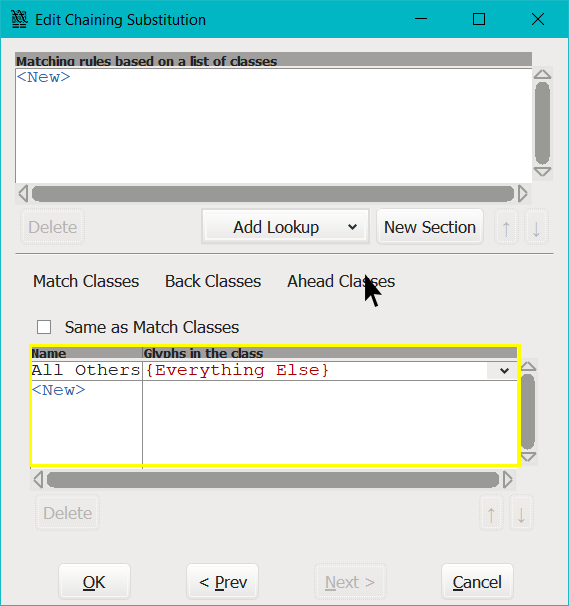 Edit Chaining Substitution
Matching rules based on a list of classes
<New>
Delete Add Lookup New Section ↑ ↓
Match Classes Back Classes Ahead Classes
Same as Match Classes
Name Glyphs in the class
All Others {Everything Else}
<New>
Delete ↑ ↓
OK < Prev Next > Cancel